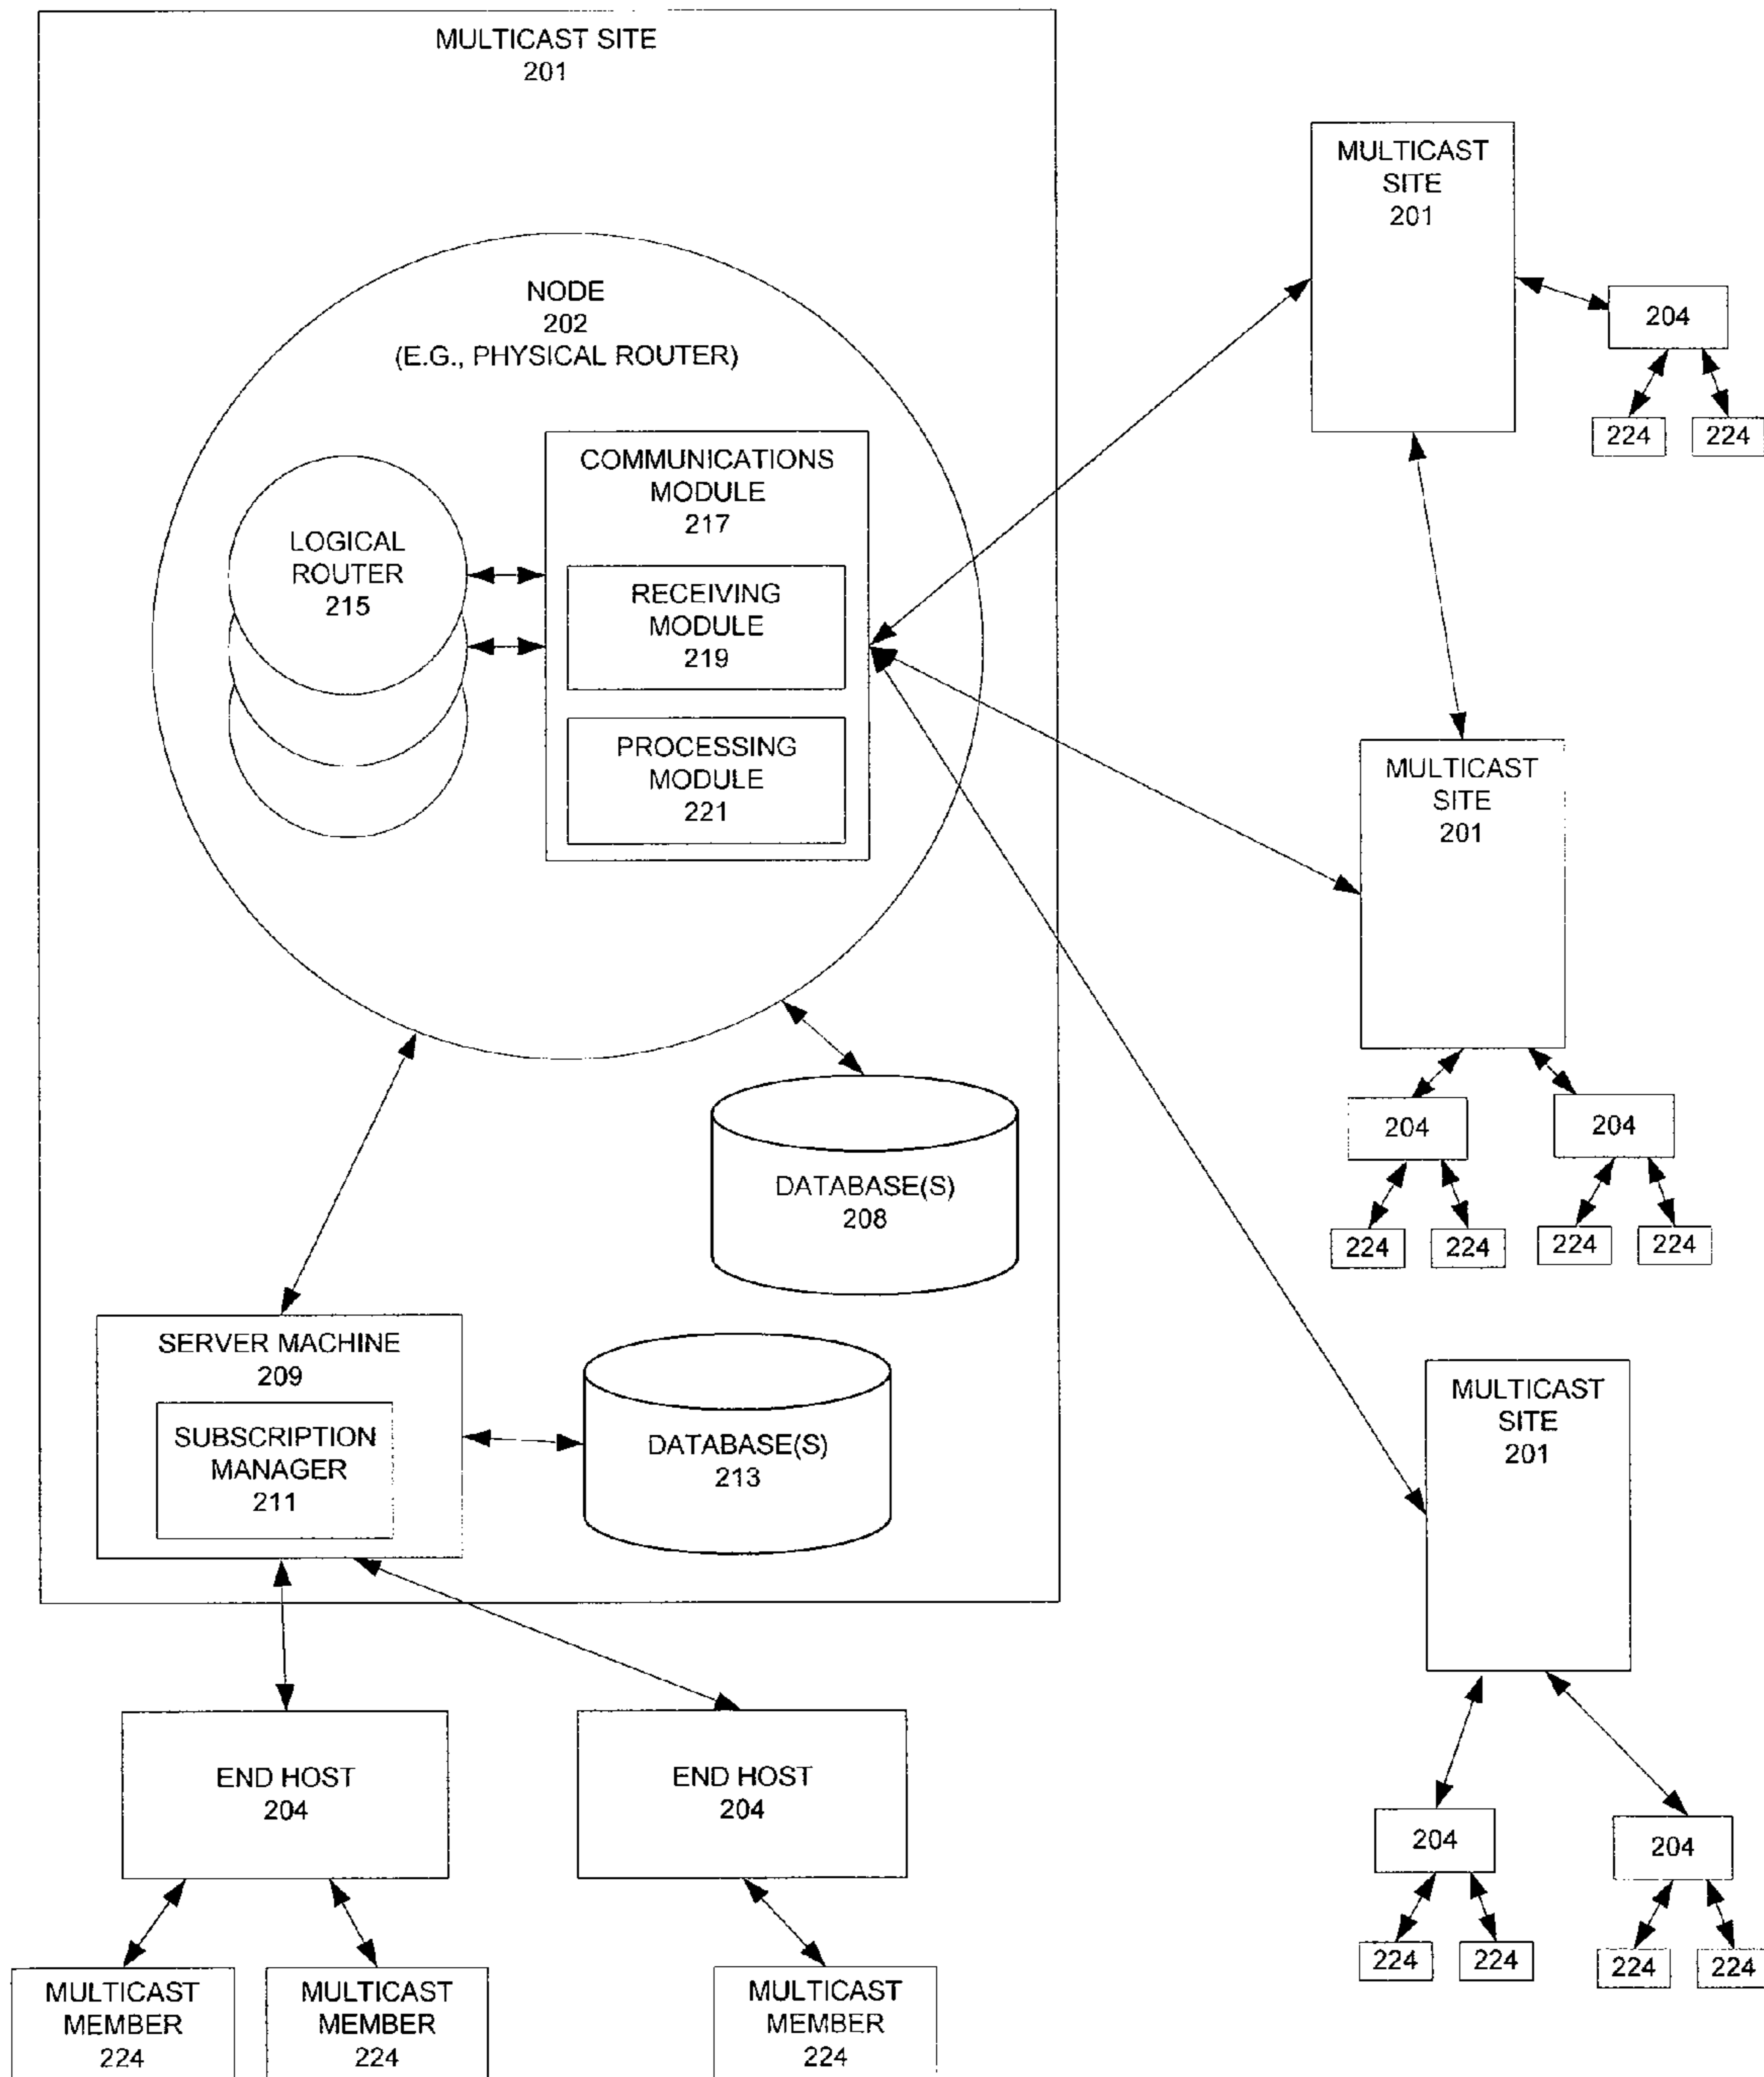 MULTICAST SITE
201
NODE
202
(E.G., PHYSICAL ROUTER)
LOGICAL
ROUTER
215
COMMUNICATIONS
MODULE
217
RECEIVING
MODULE
219
PROCESSING
MODULE
221
DATABASE(S)
208
SERVER MACHINE
209
SUBSCRIPTION
MANAGER
211
DATABASE(S)
213
END HOST
204
END HOST
204
MULTICAST
MEMBER
224
MULTICAST
MEMBER
224
MULTICAST
MEMBER
224
MULTICAST
SITE
201
204
224
224
MULTICAST
SITE
201
204
204
224
224
224
224
MULTICAST
SITE
201
204
204
224
224
224
224